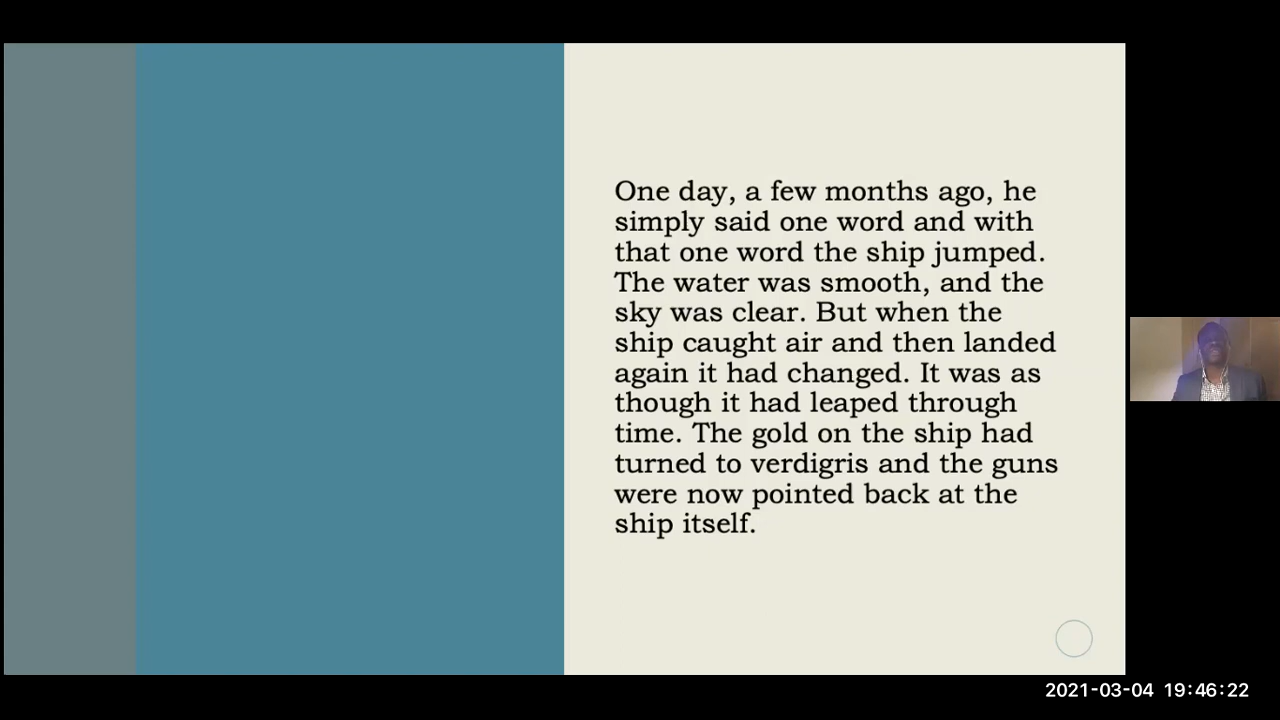 One day, a few months ago, he
simply said one word and with
that one word the ship jumped.
The water was smooth, and the
sky was clear. But when the
ship caught air and then landed
again it had changed. It was as
though it had leaped through
time. The gold on the ship had
turned to verdigris and the guns
were now pointed back at the
ship itself.
2021-03-04 19:46:22